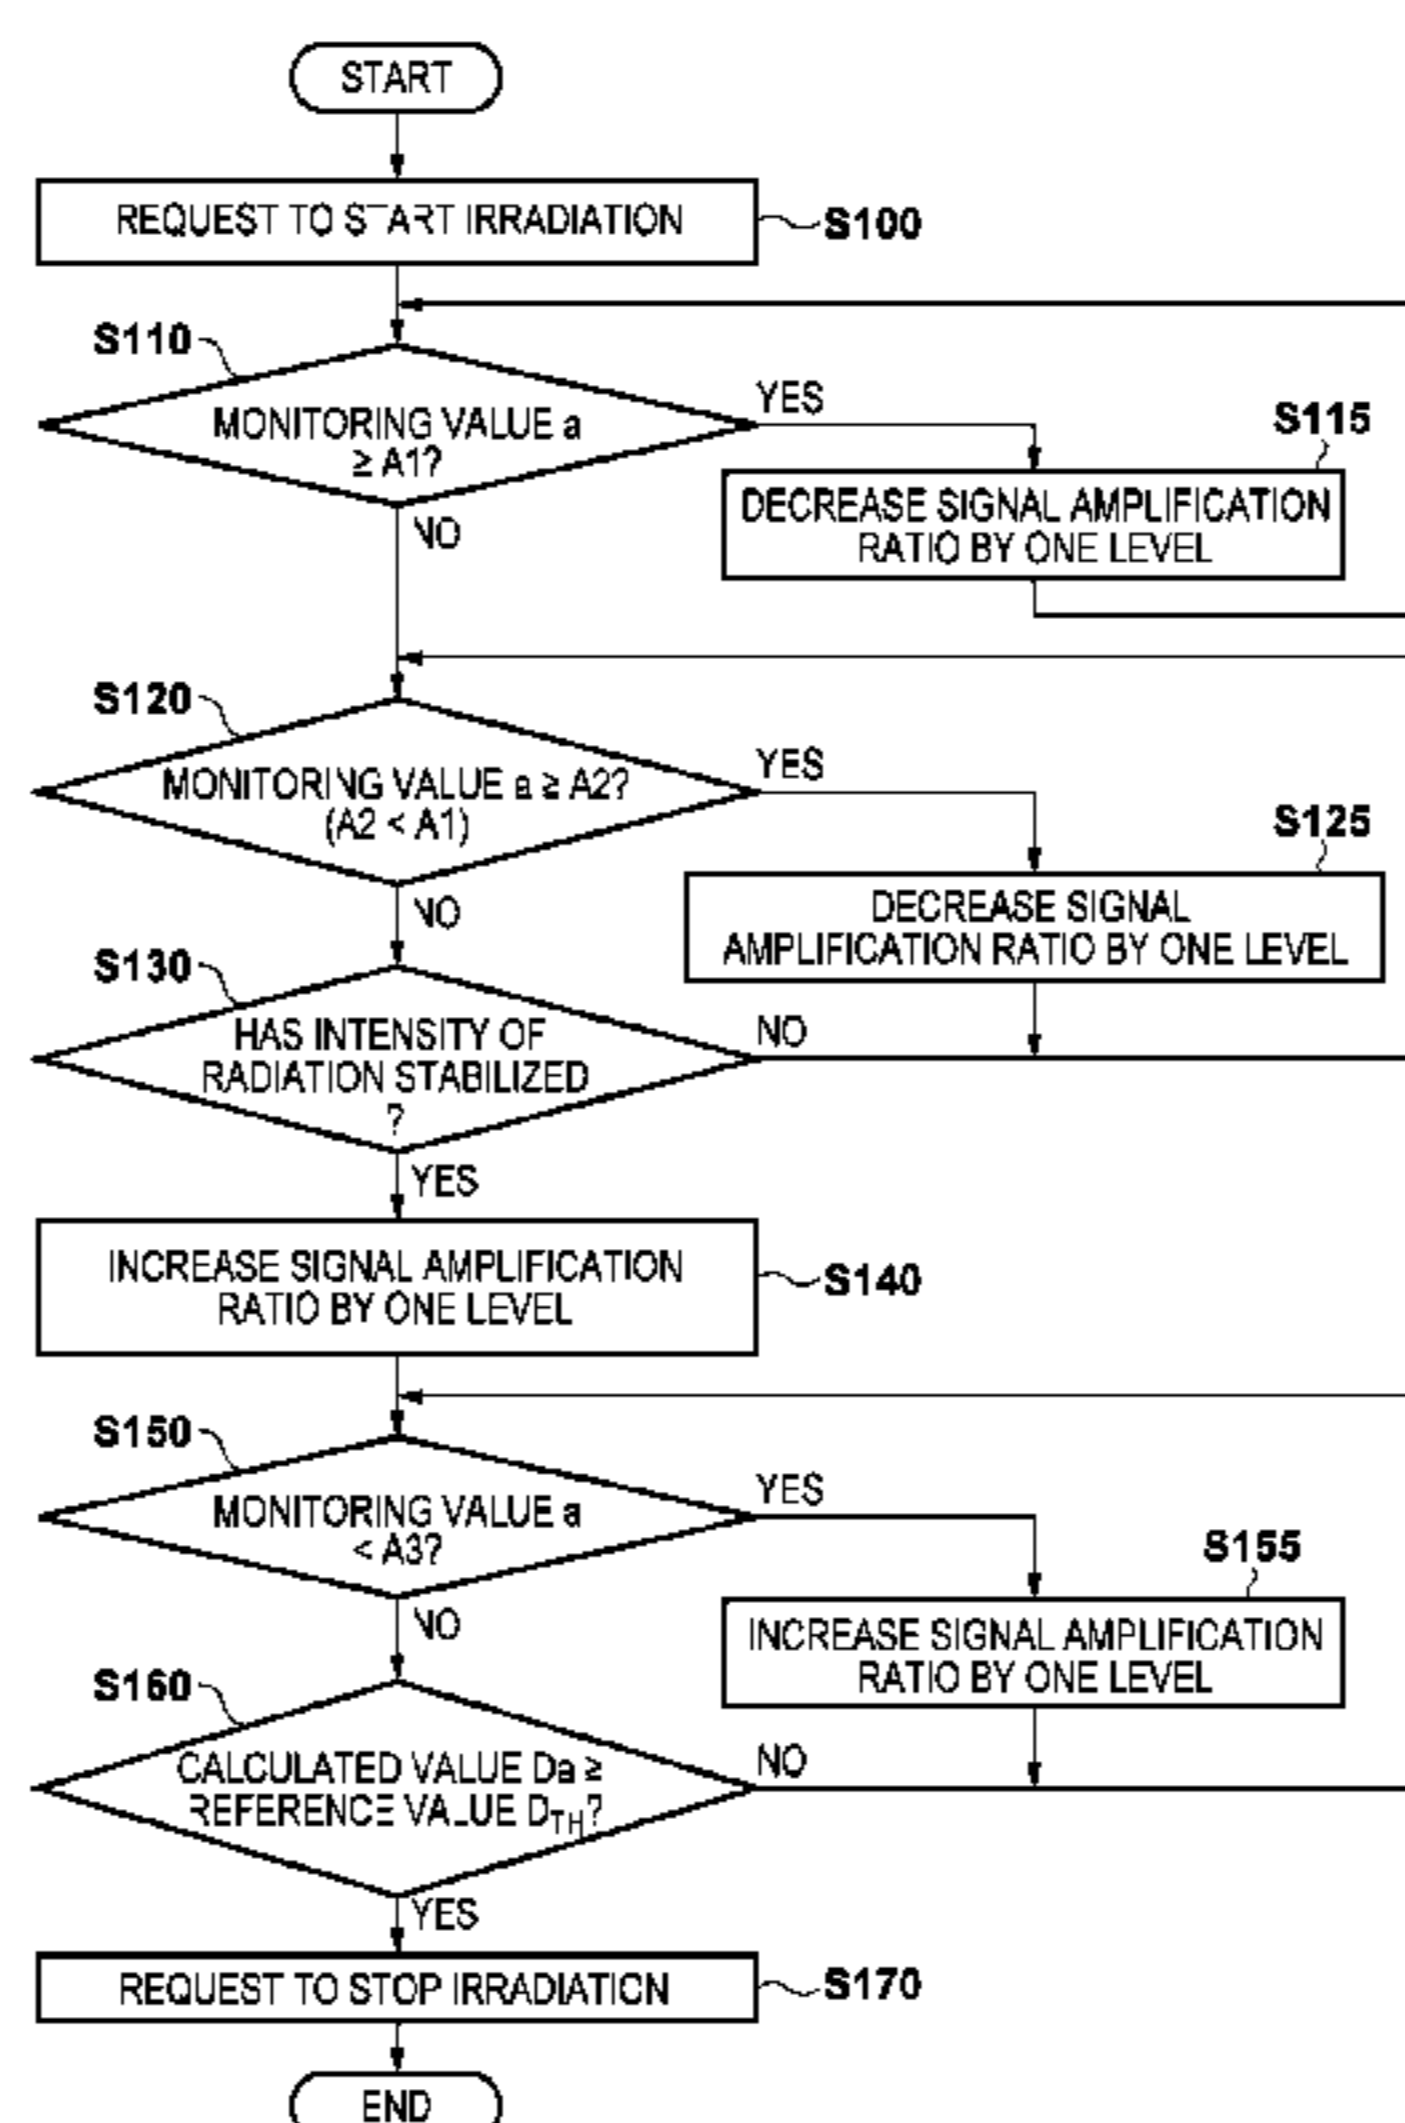 START
REQUEST TO START IRRADIATION
S100
S110
MONITORING VALUE a
≥ A1?
YES
NO
S115
DECREASE SIGNAL AMPLIFICATION
RATIO BY ONE LEVEL
S120
MONITORING VALUE a ≥ A2?
(A2 < A1)
YES
NO
S125
DECREASE SIGNAL
AMPLIFICATION RATIO BY ONE LEVEL
S130
HAS INTENSITY OF
RADIATION STABILIZED
?
NO
YES
INCREASE SIGNAL AMPLIFICATION
RATIO BY ONE LEVEL
S140
S150
MONITORING VALUE a
< A3?
YES
NO
S155
INCREASE SIGNAL AMPLIFICATION
RATIO BY ONE LEVEL
S160
CALCULATED VALUE Da ≥
REFERENCE VALUE DTH?
NO
YES
REQUEST TO STOP IRRADIATION
S170
END